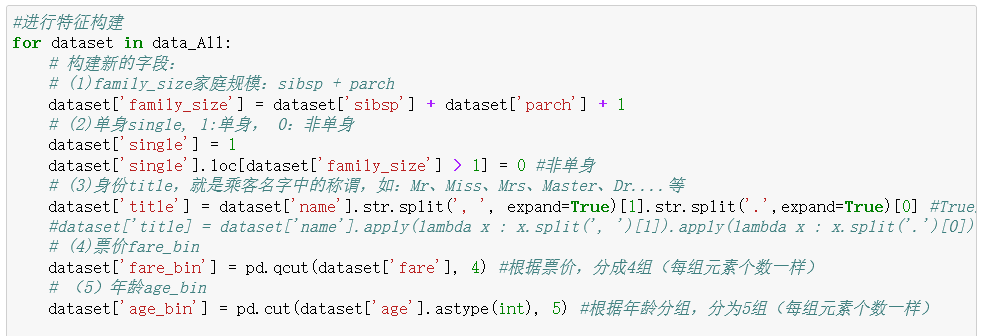 #进行特征构建
for dataset in data_All:
    # 构建新的字段：
    # (1)family_size家庭规模：sibsp + parch
    dataset['family_size'] = dataset['sibsp'] + dataset['parch'] + 1
    # (2)单身single, 1:单身， 0：非单身
    dataset['single'] = 1
    dataset['single'].loc[dataset['family_size'] > 1] = 0 #非单身
    # (3)身份title，就是乘客名字中的称谓，如：Mr、Miss、Mrs、Master、Dr....等
    dataset['title'] = dataset['name'].str.split(', ', expand=True)[1].str.split('.',expand=True)[0] #True
    #dataset['title] = dataset['name'].apply(lambda x : x.split(', ')[1]).apply(lambda x : x.split('.')[0])
    # (4)票价fare_bin
    dataset['fare_bin'] = pd.qcut(dataset['fare'], 4) #根据票价，分成4组（每组元素个数一样）
    # （5）年龄age_bin
    dataset['age_bin'] = pd.cut(dataset['age'].astype(int), 5) #根据年龄分组，分为5组（每组元素个数一样）